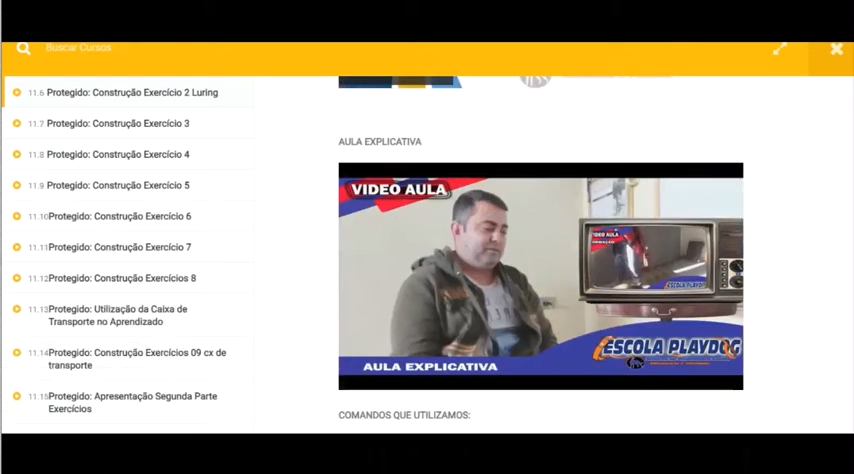 Buscar Cursos
11.6 Protegido: Construção Exercício 2 Luring
11.7 Protegido: Construção Exercício 3
11.8 Protegido: Construção Exercício 4
11.9 Protegido: Construção Exercício 5
11.10 Protegido: Construção Exercício 6
11.11 Protegido: Construção Exercício 7
11.12 Protegido: Construção Exercícios 8
11.13 Protegido: Utilização da Caixa de
Transporte no Aprendizado
11.14 Protegido: Construção Exercícios 09 cx de
transporte
11.15 Protegido: Apresentação Segunda Parte
Exercícios
AULA EXPLICATIVA
VIDEO AULA
VIDEO AULA
ESCOLA PLAYDOG
AULA EXPLICATIVA
COMANDOS QUE UTILIZAMOS: